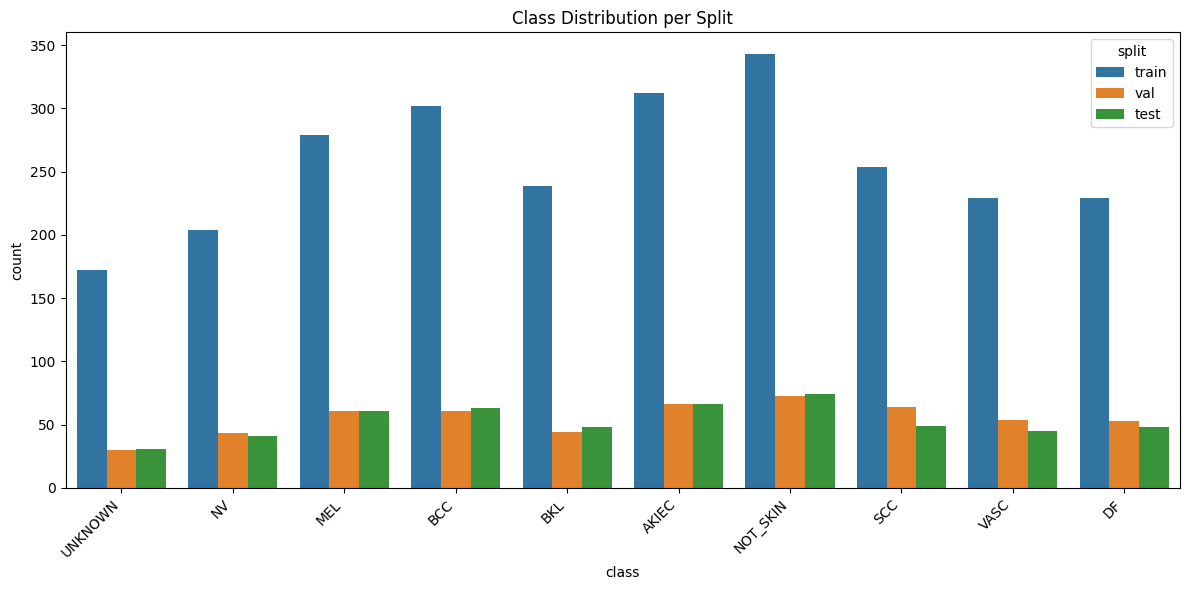 Class Distribution per Split
split
train
val
test
count
350
300
250
200
150
100
50
0
UNKNOWN
NV
MEL
BCC
BKL
AKIEC
NOT_SKIN
SCC
VASC
DF
class